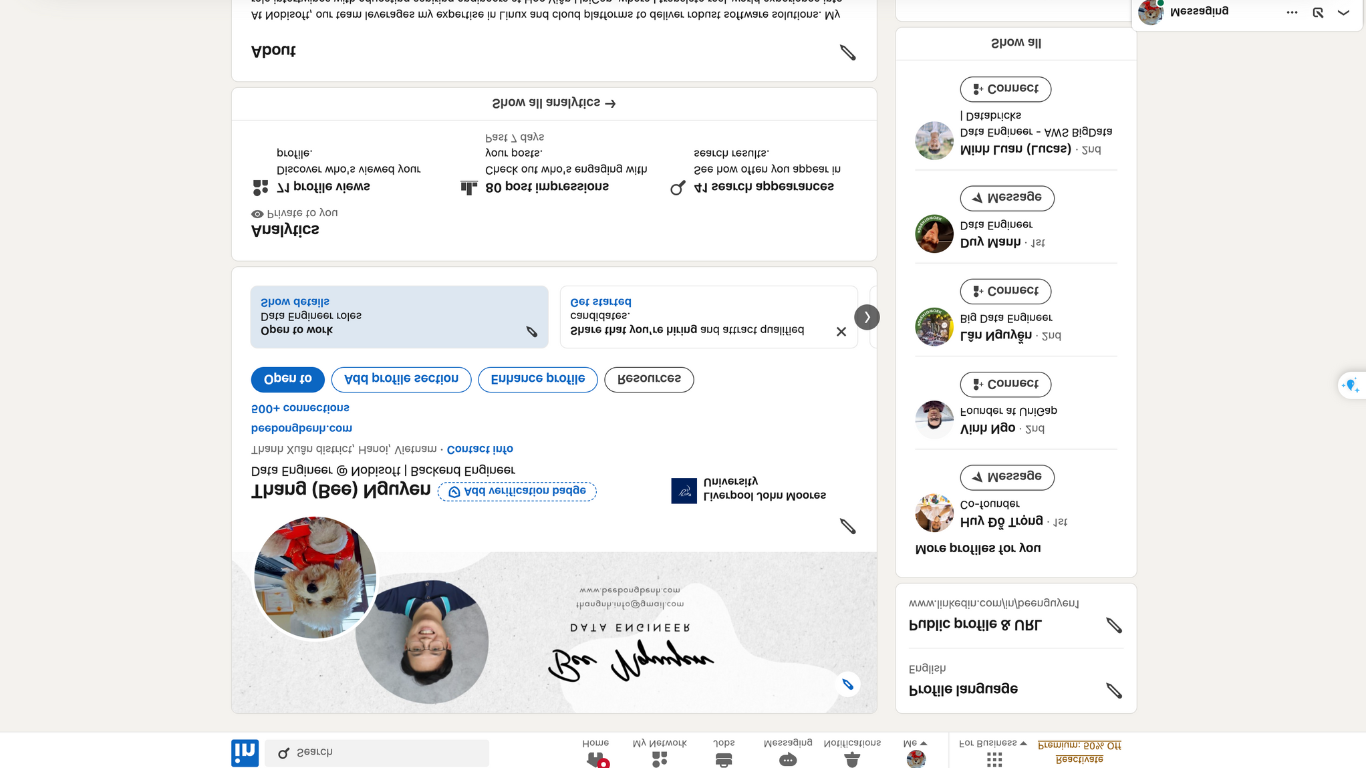 in
Search
Home
My Network
Jobs
Messaging
Notifications
Me
For Business
Reactivate
Premium: 50% Off
Bee Nguyen
DATA ENGINEER
thangnh.info@gmail.com
www.beebongbenh.com
Thang (Bee) Nguyen
Add verification badge
Data Engineer @ Nobisoft | Backend Engineer
Liverpool John Moores
University
Thanh Xuân district, Hanoi, Vietnam · Contact info
beebongbenh.com
500+ connections
Open to
Add profile section
Enhance profile
Resources
Open to work
Data Engineer roles
Show details
Share that you're hiring and attract qualified
candidates.
Get started
Analytics
Private to you
71 profile views
Discover who's viewed your
profile.
80 post impressions
Check out who's engaging with
your posts.
Past 7 days
41 search appearances
See how often you appear in
search results.
Show all analytics →
About
At Nobisoft, our team leverages my expertise in Linux and cloud platforms to deliver robust software solutions. My
Profile language
English
Public profile & URL
www.linkedin.com/in/beenguyen1
More profiles for you
Huy Đỗ Trọng · 1st
Co-founder
Message
Vinh Ngo · 2nd
Founder at UniGap
Connect
Lân Nguyễn · 2nd
Big Data Engineer
Connect
Duy Manh · 1st
Data Engineer
Message
Minh Luan (Lucas) · 2nd
Data Engineer - AWS BigData
| Databricks
Connect
Show all
Messaging